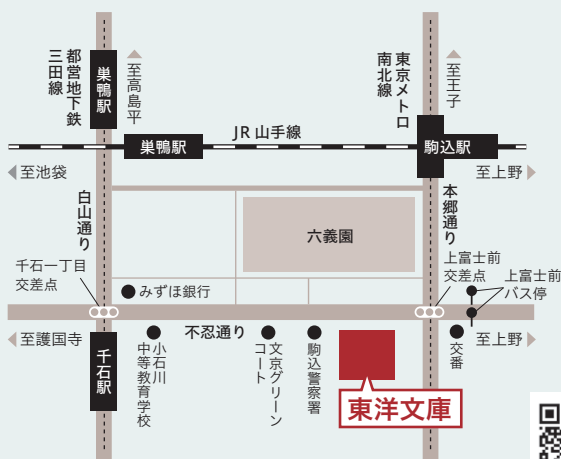 都営地下鉄
三田線
巣鴨駅
至高島平
東京メトロ
南北線
至王子
JR 山手線
巣鴨駅
駒込駅
至池袋
至上野
白山通り
本郷通り
六義園
千石一丁目
交差点
みずほ銀行
上富士前
交差点
上富士前
バス停
至護国寺
不忍通り
至上野
千石駅
小石川
中等教育学校
文京グリーン
コート
駒込警察署
交番
東洋文庫